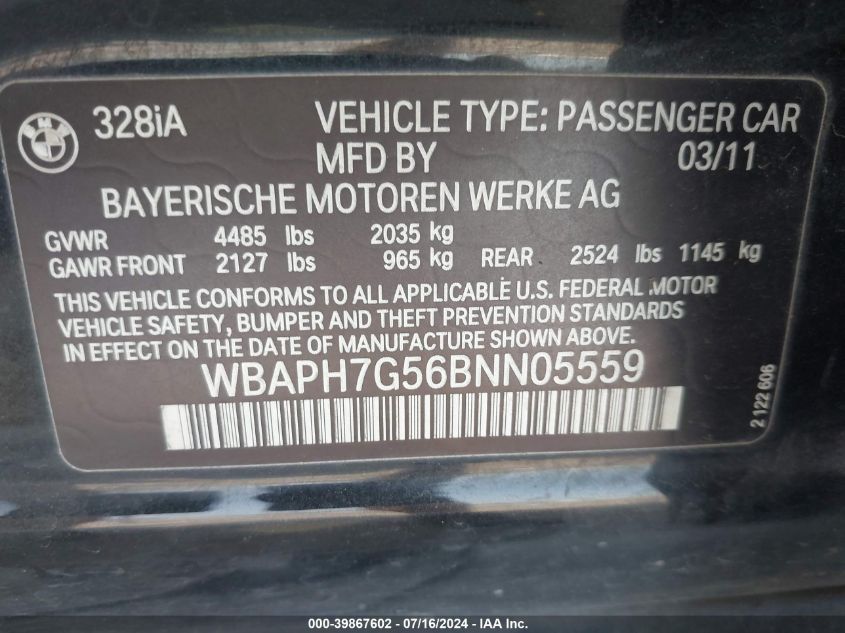 328iA VEHICLE TYPE: PASSENGER CAR
MFD BY 03/11
BAYERISCHE MOTOREN WERKE AG
GVWR 4485 lbs 2035 kg
GAWR FRONT 2127 lbs 965 kg REAR 2524 lbs 1145 kg
THIS VEHICLE CONFORMS TO ALL APPLICABLE U.S. FEDERAL MOTOR
VEHICLE SAFETY, BUMPER AND THEFT PREVENTION STANDARDS
IN EFFECT ON THE DATE OF MANUFACTURE SHOWN ABOVE.
WBAPH7G56BNN05559
2 122 606
000-39867602 - 07/16/2024 - IAA Inc.